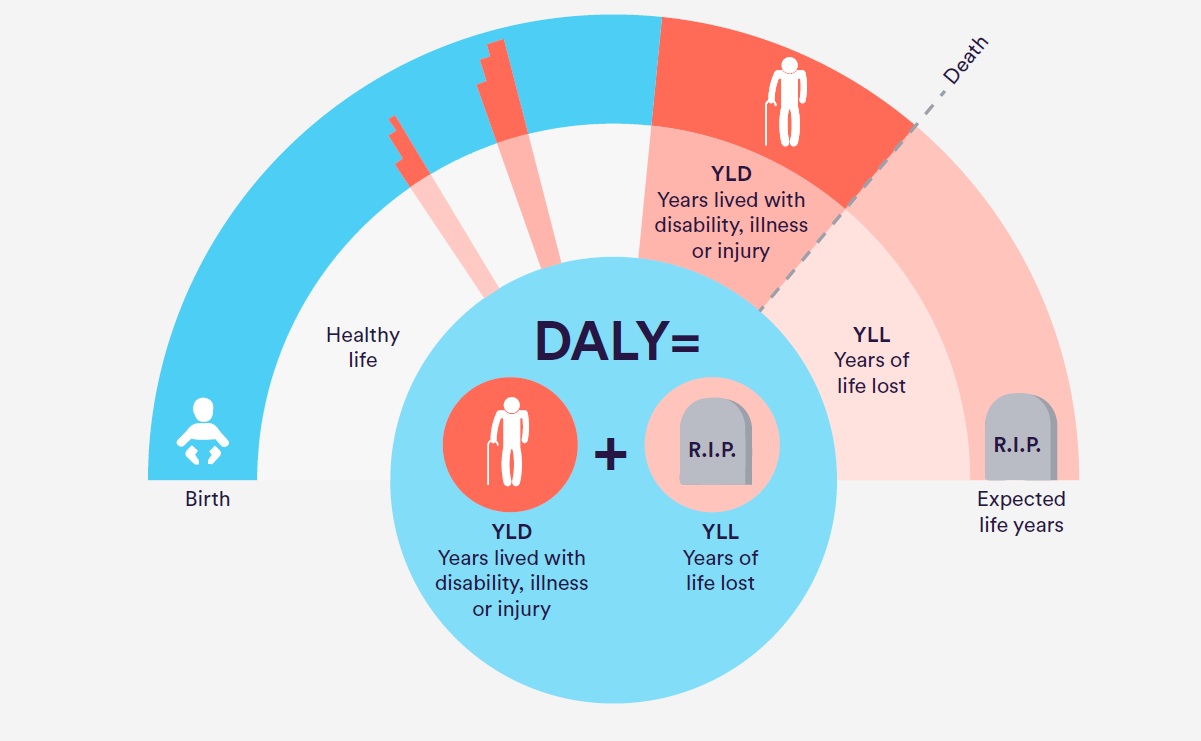 Death
YLD
Years lived with
disability, illness
or injury
Healthy
life
DALY=
YLL
Years of
life lost
R.I.P.
R.I.P.
Birth
Expected
life years
+
YLD
Years lived with
disability, illness
or injury
YLL
Years of
life lost